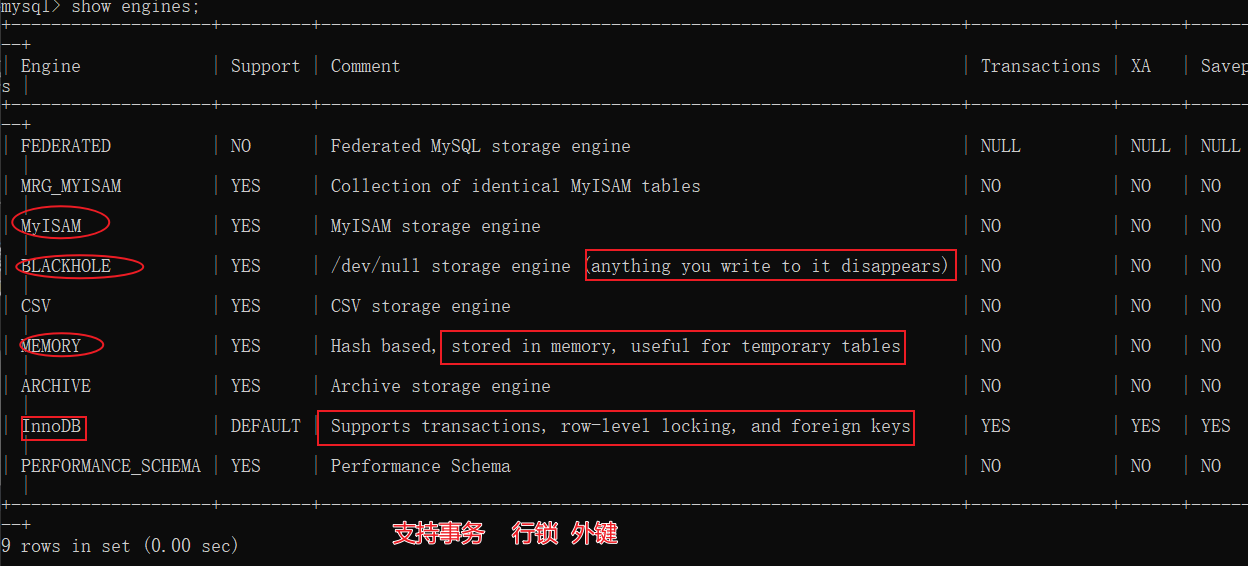 mysql> show engines;
+--------------------+---------+----------------------------------------------------------------+--------------+------+------
--+
| Engine | Support | Comment | Transactions | XA | Savep
s |
+--------------------+---------+----------------------------------------------------------------+--------------+------+------
--+
| FEDERATED | NO | Federated MySQL storage engine | NULL | NULL | NULL
|
| MRG_MYISAM | YES | Collection of identical MyISAM tables | NO | NO | NO
|
| MyISAM | YES | MyISAM storage engine | NO | NO | NO
|
| BLACKHOLE | YES | /dev/null storage engine (anything you write to it disappears) | NO | NO | NO
|
| CSV | YES | CSV storage engine | NO | NO | NO
|
| MEMORY | YES | Hash based, stored in memory, useful for temporary tables | NO | NO | NO
|
| ARCHIVE | YES | Archive storage engine | NO | NO | NO
|
| InnoDB | DEFAULT | Supports transactions, row-level locking, and foreign keys | YES | YES | YES
|
| PERFORMANCE_SCHEMA | YES | Performance Schema | NO | NO | NO
|
+--------------------+---------+----------------------------------------------------------------+--------------+------+------
--+
支持事务 行锁 外键
9 rows in set (0.00 sec)